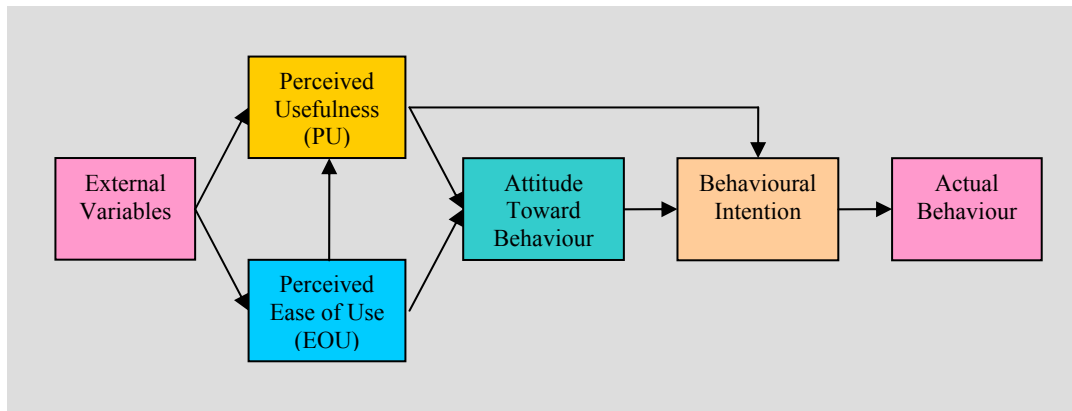 Perceived
Usefulness
(PU)
External
Variables
Attitude
Toward
Behaviour
Behavioural
Intention
Actual
Behaviour
Perceived
Ease of Use
(EOU)